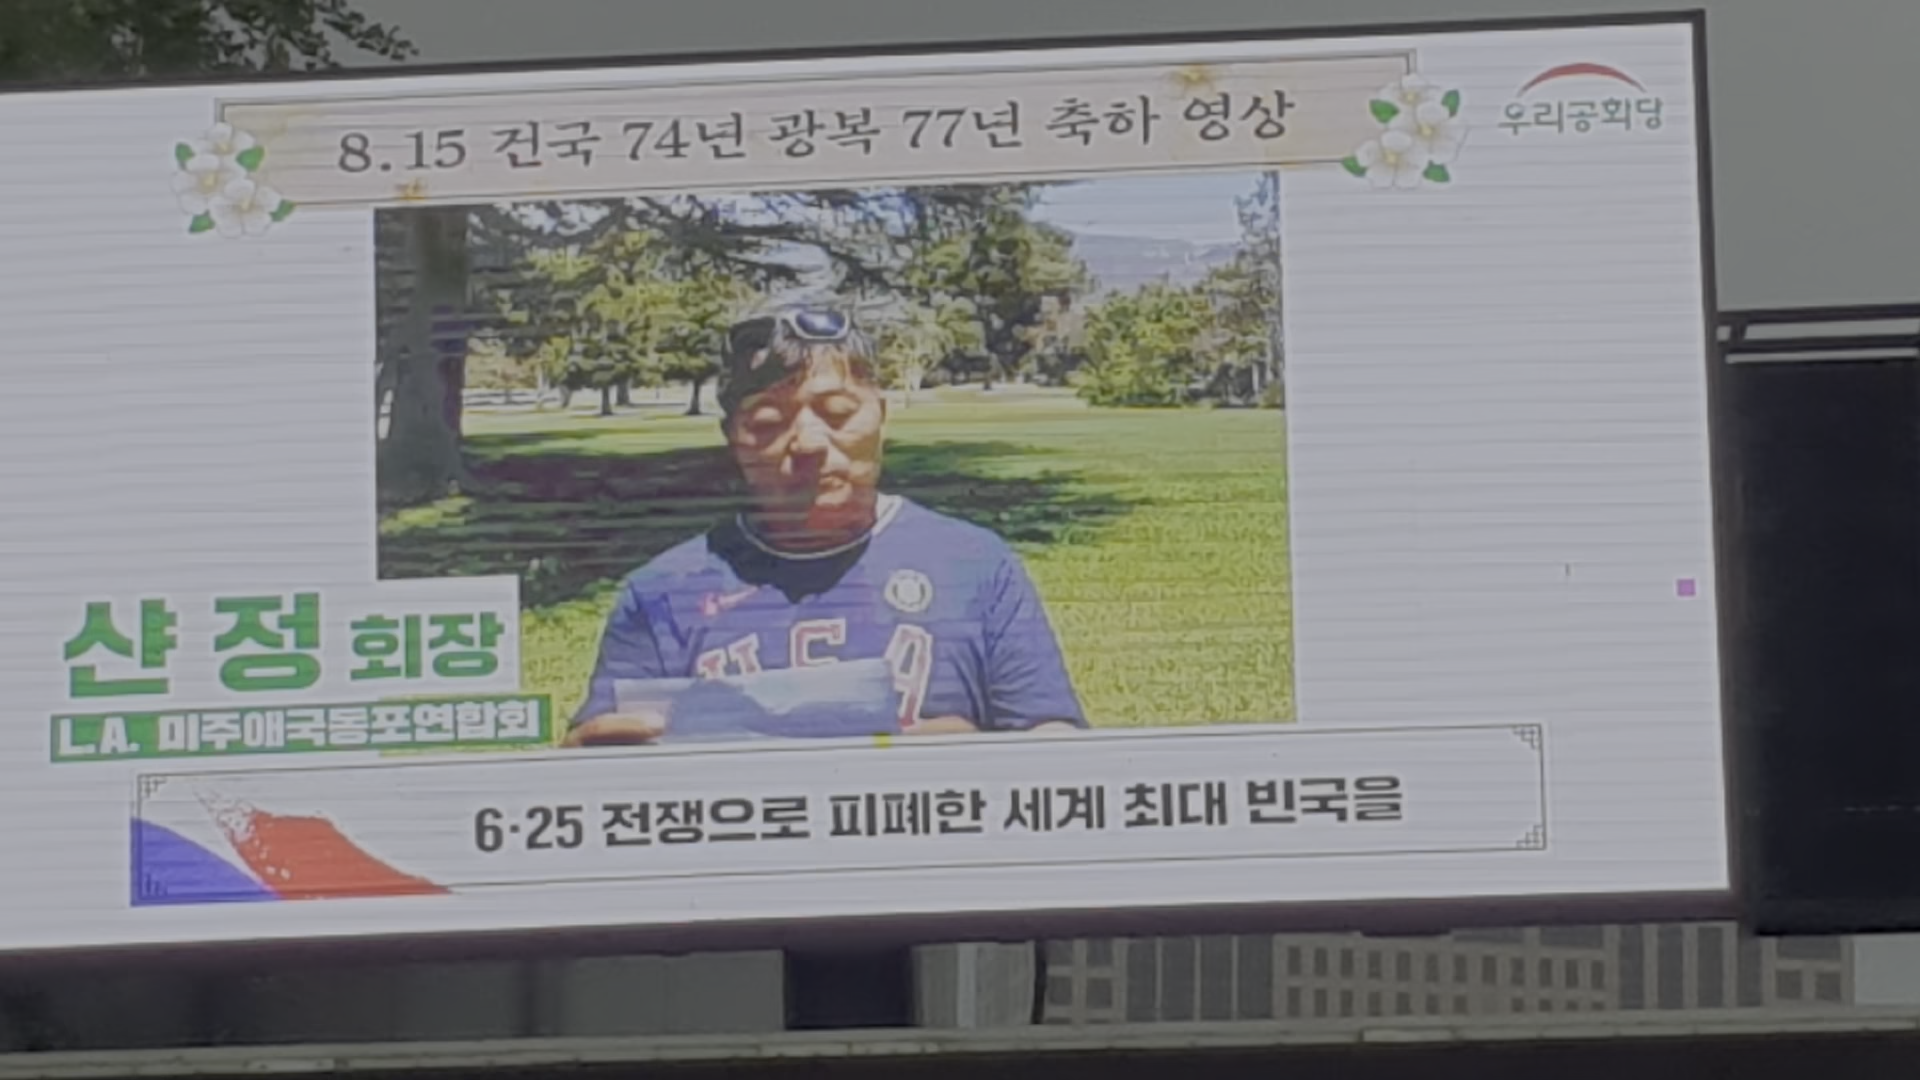 8.15 건국 74년 광복 77년 축하 영상
우리공화당
USA
샨 정 회장
L.A. 미주애국동포연합회
6·25 전쟁으로 피폐한 세계 최대 빈국을